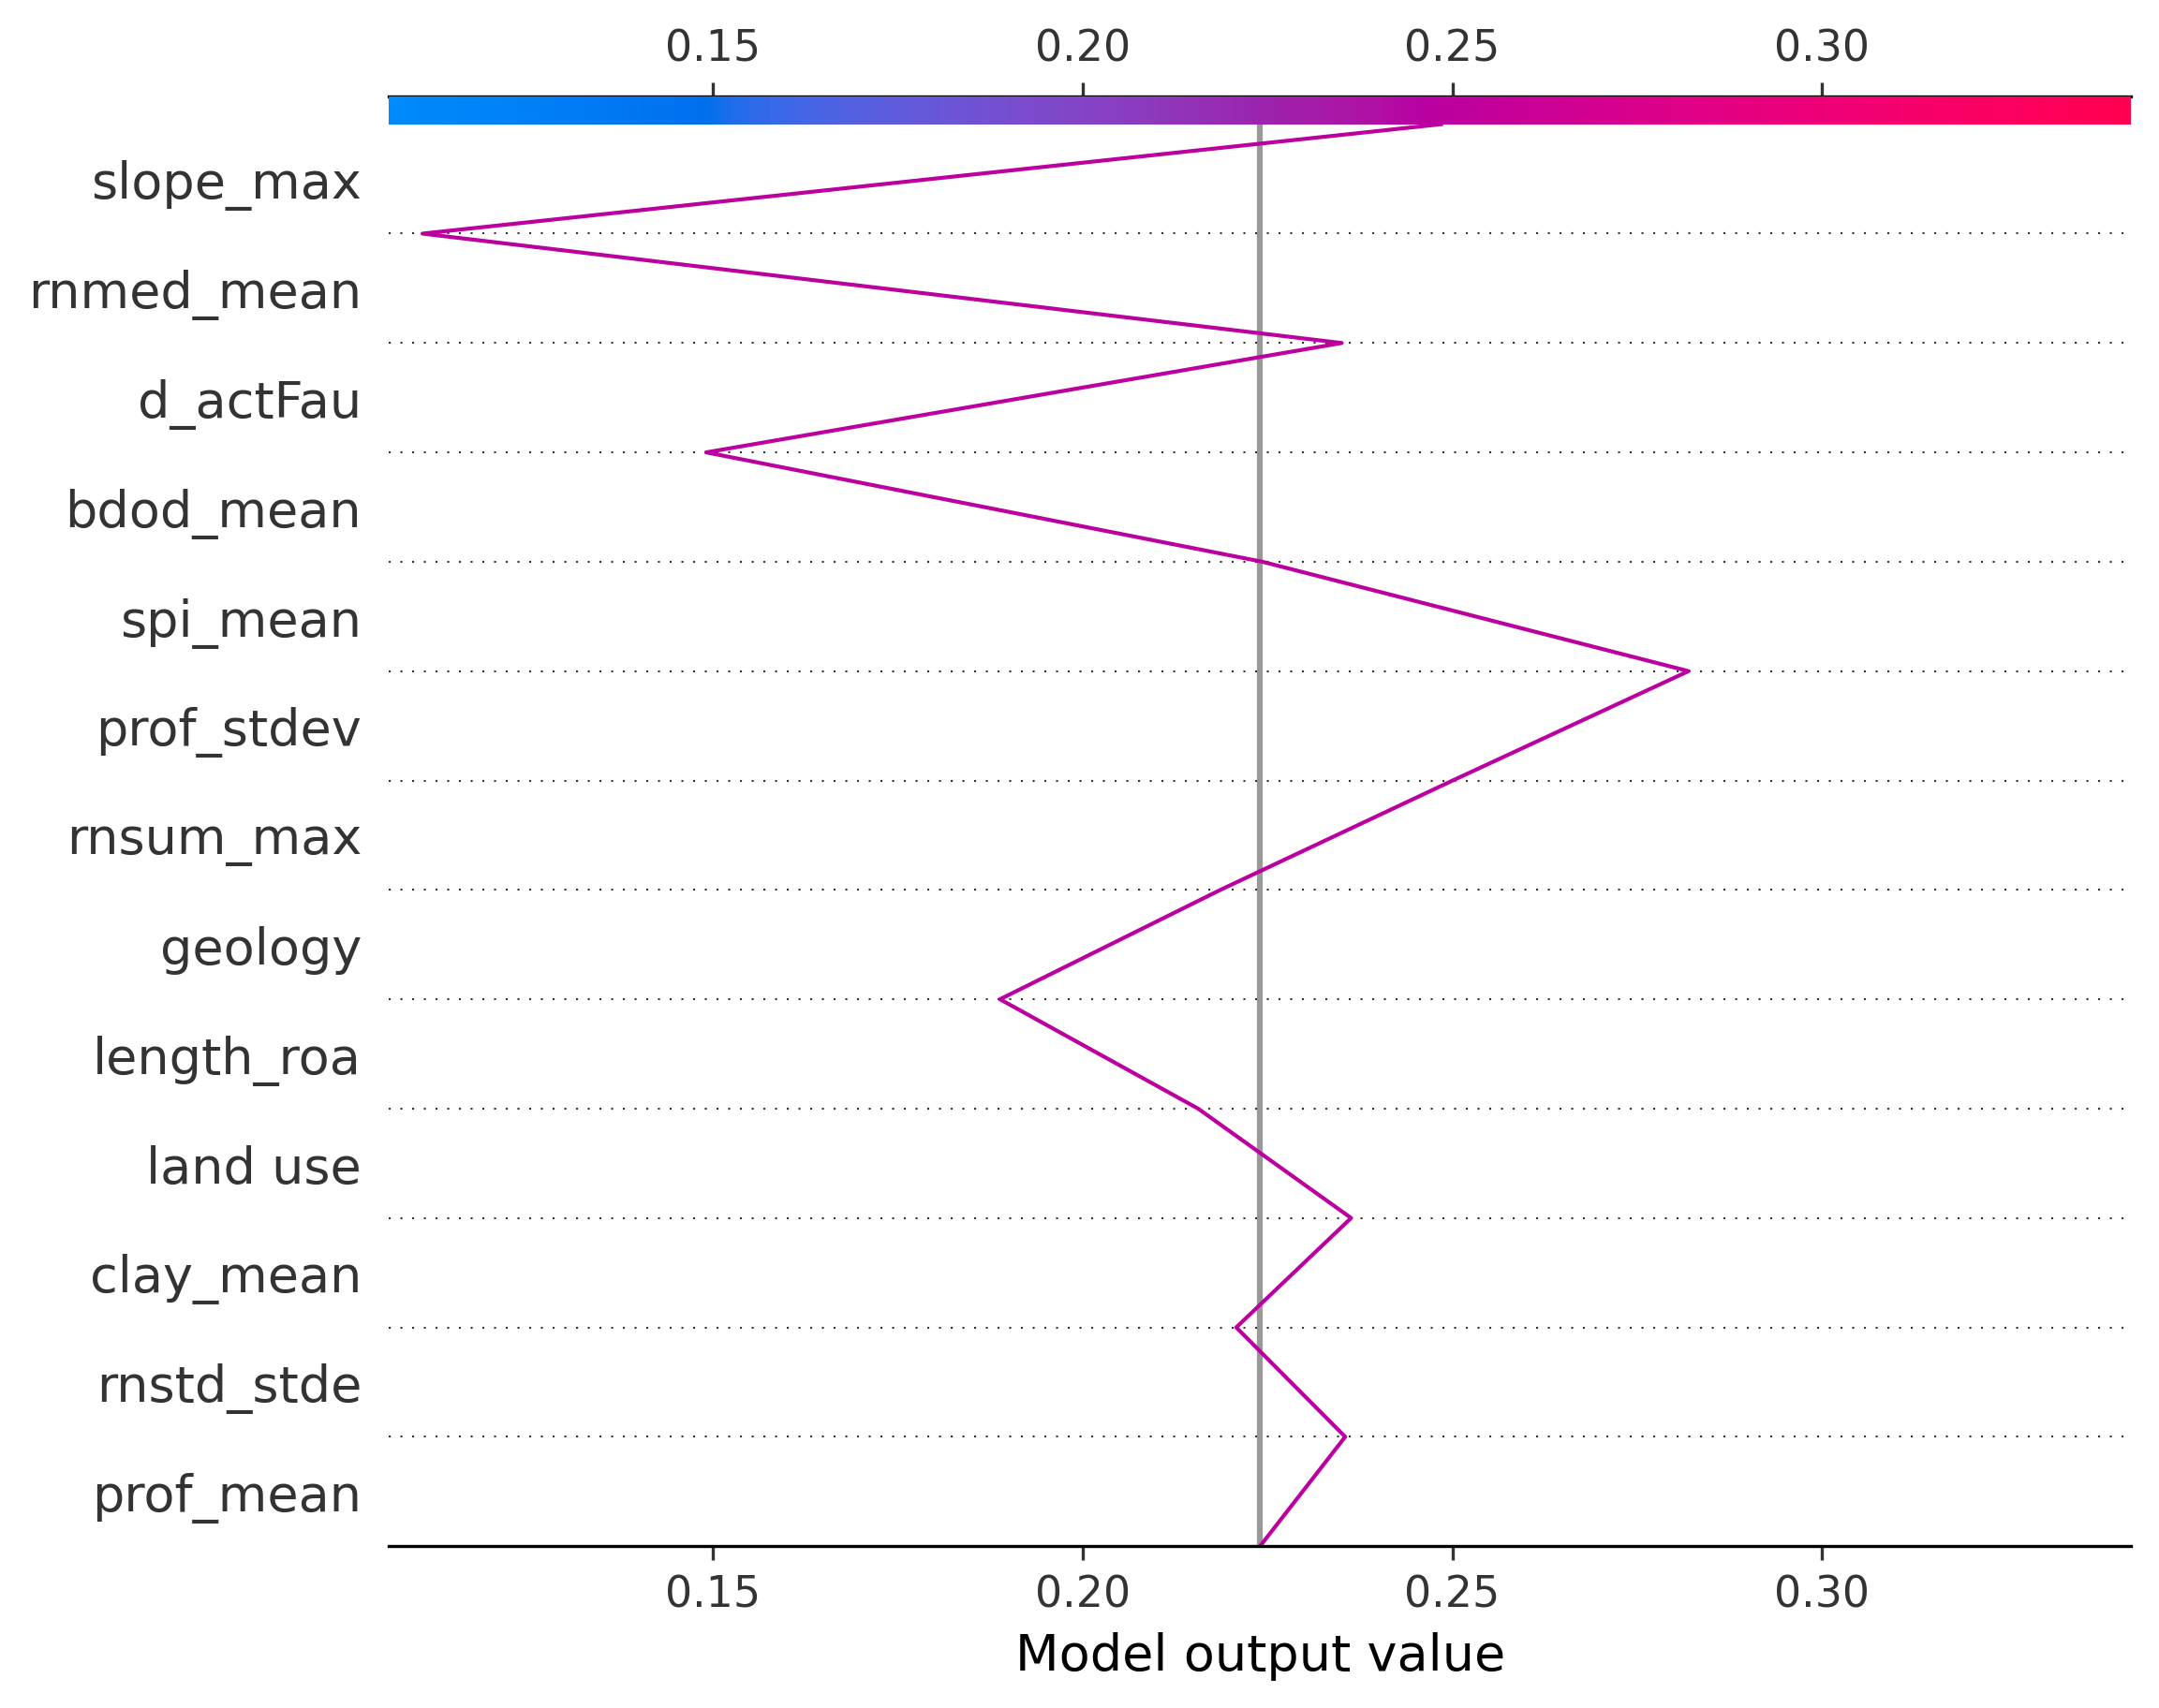 0.15 0.20 0.25 0.30
slope_max
rnmed_mean
d_actFau
bdod_mean
spi_mean
prof_stdev
rnsum_max
geology
length_roa
land use
clay_mean
rnstd_stde
prof_mean
0.15 0.20 0.25 0.30
Model output value